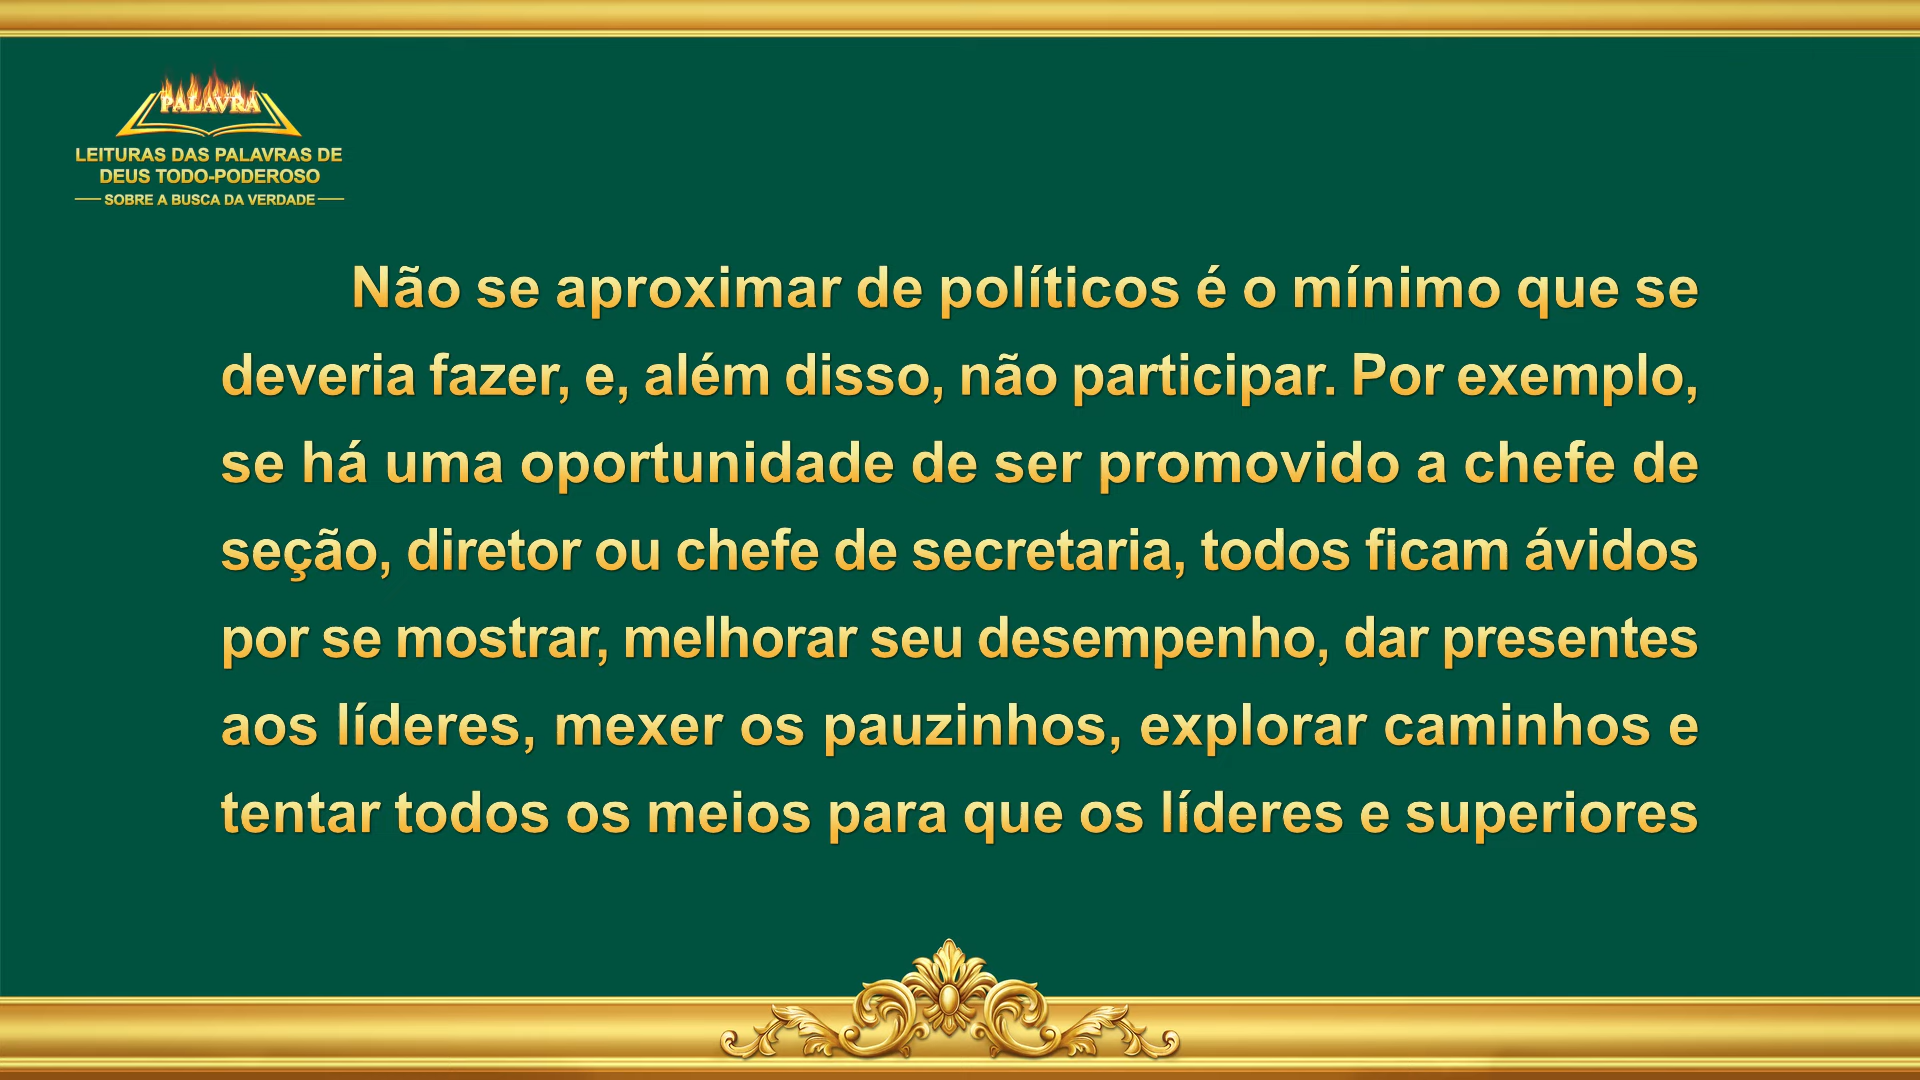 PALAVRA
LEITURAS DAS PALAVRAS DE
DEUS TODO-PODEROSO
SOBRE A BUSCA DA VERDADE
Não se aproximar de políticos é o mínimo que se
deveria fazer, e, além disso, não participar. Por exemplo,
se há uma oportunidade de ser promovido a chefe de
seção, diretor ou chefe de secretaria, todos ficam ávidos
por se mostrar, melhorar seu desempenho, dar presentes
aos líderes, mexer os pauzinhos, explorar caminhos e
tentar todos os meios para que os líderes e superiores